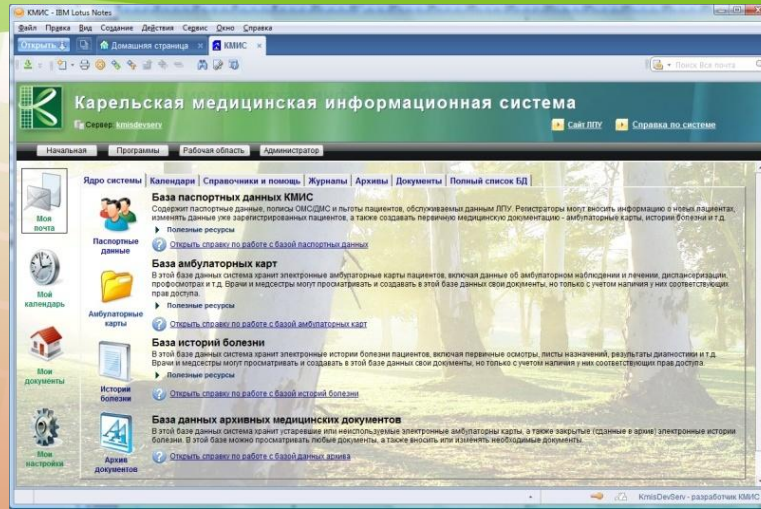 КМИС - IBM Lotus Notes
Файл Правка Вид Создание Действия Сервис Окно Справка
Открыть Домашняя страница × КМИС ×
Поиск Вся почта
Карельская медицинская информационная система
Сервер: kmisdevserv
Сайт ЛПУ Справка по системе
Начальная Программы Рабочая область Администратор
Ядро системы | Календари | Справочники и помощь | Журналы | Архивы | Документы | Полный список БД |
Моя почта
Мой календарь
Мои документы
Мои настройки
Паспортные данные
База паспортных данных КМИС
Содержит паспортные данные, полисы ОМС/ДМС и льготы пациентов, обслуживаемых данным ЛПУ. Регистраторы могут вносить информацию о новых пациентах,
изменять данные уже зарегистрированных пациентов, а также создавать первичную медицинскую документацию - амбулаторные карты, истории болезни и т.д.
Полезные ресурсы
Открыть справку по работе с базой паспортных данных
Амбулаторные карты
База амбулаторных карт
В этой базе данных система хранит электронные амбулаторные карты пациентов, включая данные об амбулаторном наблюдении и лечении, диспансеризации,
профосмотрах и т.д. Врачи и медсестры могут просматривать и создавать в этой базе данных свои документы, но только с учетом наличия у них соответствующих
прав доступа.
Полезные ресурсы
Открыть справку по работе с базой амбулаторных карт
Истории болезни
База историй болезни
В этой базе данных система хранит электронные истории болезни пациентов, включая первичные осмотры, листы назначений, результаты диагностики и т.д.
Врачи и медсестры могут просматривать и создавать в этой базе данных свои документы, но только с учетом наличия у них соответствующих прав доступа.
Полезные ресурсы
Открыть справку по работе с базой историй болезни
Архив документов
База данных архивных медицинских документов
В этой базе данных система хранит устаревшие или неиспользуемые электронные амбулаторны карты, а также закрытые (сданные в архив) электронные истории
болезни. В этой базе можно просматривать любые документы, а также вносить или изменять необходимые документы.
Открыть справку по работе с базой данных архива
KmisDevServ - разработчик КМИС